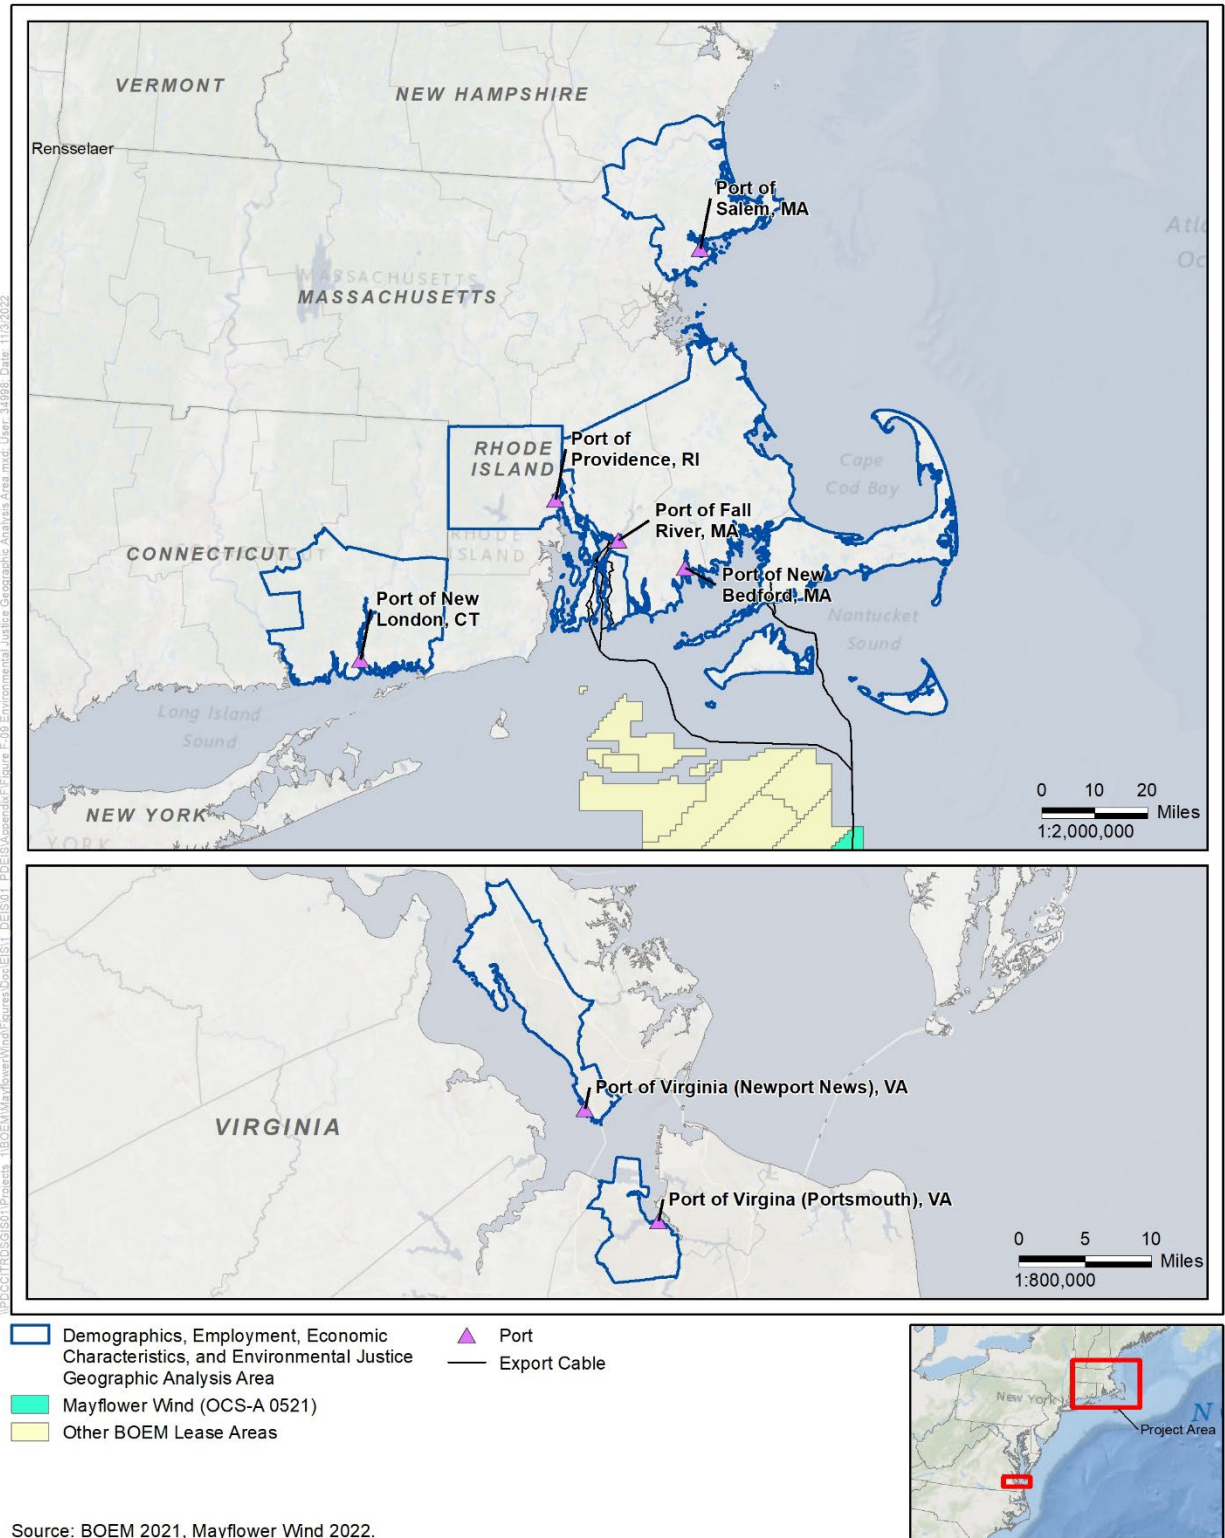 VERMONT
NEW HAMPSHIRE
Rensselaer
Port of
Salem, MA
MASSACHUSETTS
MASSACHUSETTS
RHODE
ISLAND
Port of
Providence, RI
Cape
Cod Bay
Port of Fall
River, MA
RHODE
ISLAND
CONNECTICUT
Port of New
Bedford, MA
Port of New
London, CT
Nantucket
Sound
Long Island
Sound
NEW YORK
YORK
0 10 20
Miles
1:2,000,000
Port of Virginia (Newport News), VA
VIRGINIA
Port of Virgina (Portsmouth), VA
0 5 10
Miles
1:800,000
Demographics, Employment, Economic
Characteristics, and Environmental Justice
Geographic Analysis Area
Mayflower Wind (OCS-A 0521)
Other BOEM Lease Areas
Port
Export Cable
New York
N
Project Area
Source: BOEM 2021, Mayflower Wind 2022.